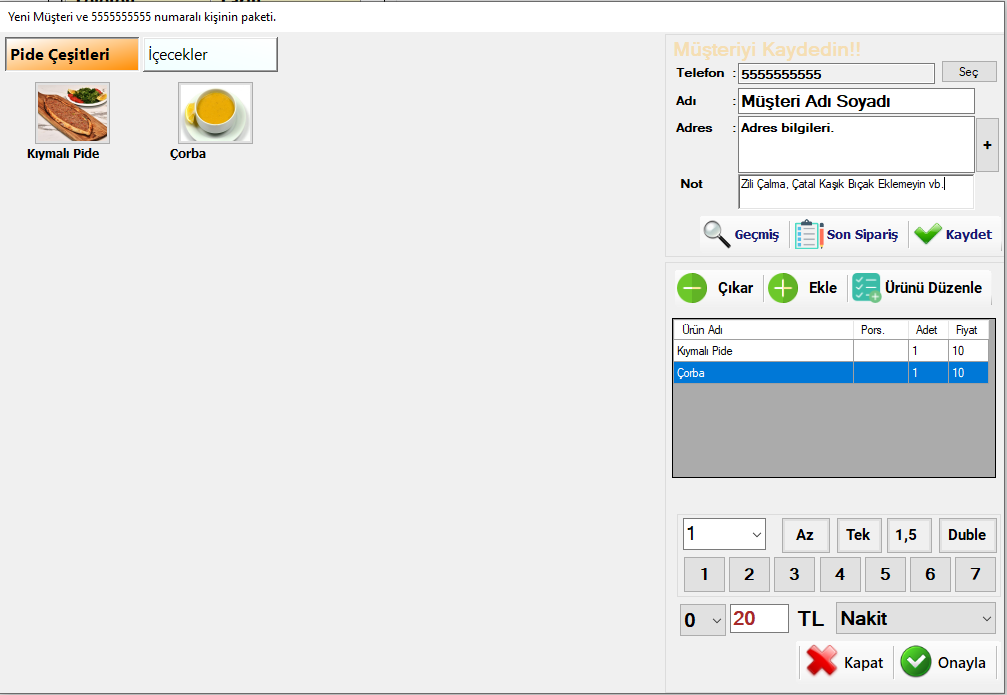 Yeni Müşteri ve 5555555555 numaralı kişinin paketi.
Pide Çeşitleri
İçecekler
Kıymalı Pide
Çorba
Müşteriyi Kaydedin!!
Telefon : 5555555555 Seç
Adı : Müşteri Adı Soyadı
Adres : Adres bilgileri.
+
Not Zili Çalma, Çatal Kaşık Bıçak Eklemeyin vb.
Geçmiş Son Sipariş Kaydet
Çıkar Ekle Ürünü Düzenle
Ürün Adı Pors. Adet Fiyat
Kıymalı Pide 1 10
Çorba 1 10
1 Az Tek 1,5 Duble
1 2 3 4 5 6 7
0 20 TL Nakit
Kapat Onayla